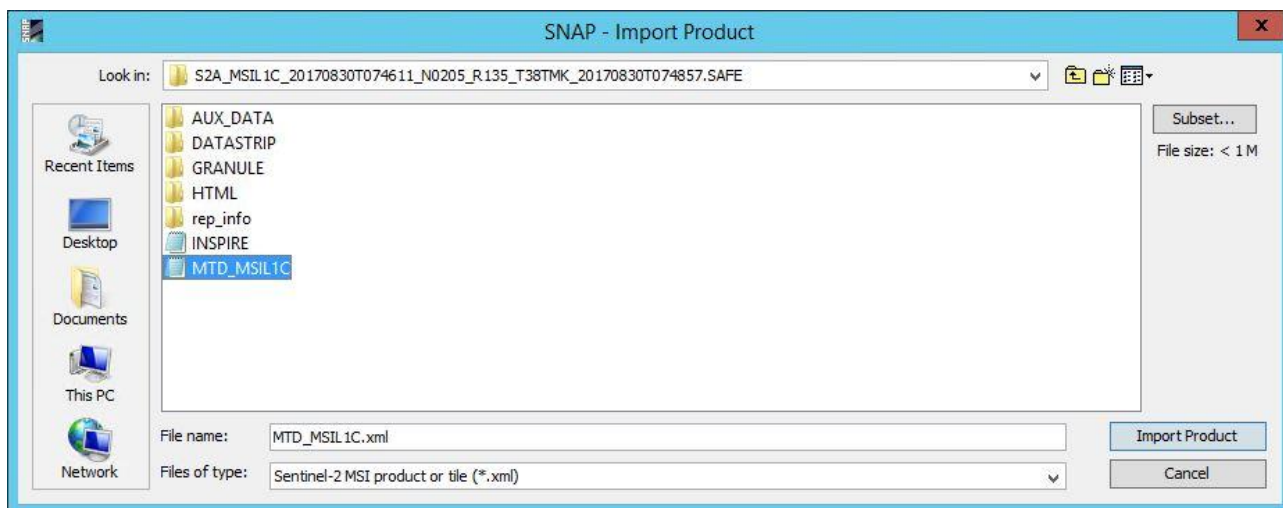 SNAP - Import Product
x
Look in: S2A_MSIL1C_20170830T074611_N0205_R135_T38TMK_20170830T074857.SAFE
Recent Items
Desktop
Documents
This PC
Network
AUX_DATA
DATASTRIP
GRANULE
HTML
rep_info
INSPIRE
MTD_MSIL1C
Subset...
File size: < 1 M
File name: MTD_MSIL1C.xml
Import Product
Files of type: Sentinel-2 MSI product or tile (*.xml)
Cancel